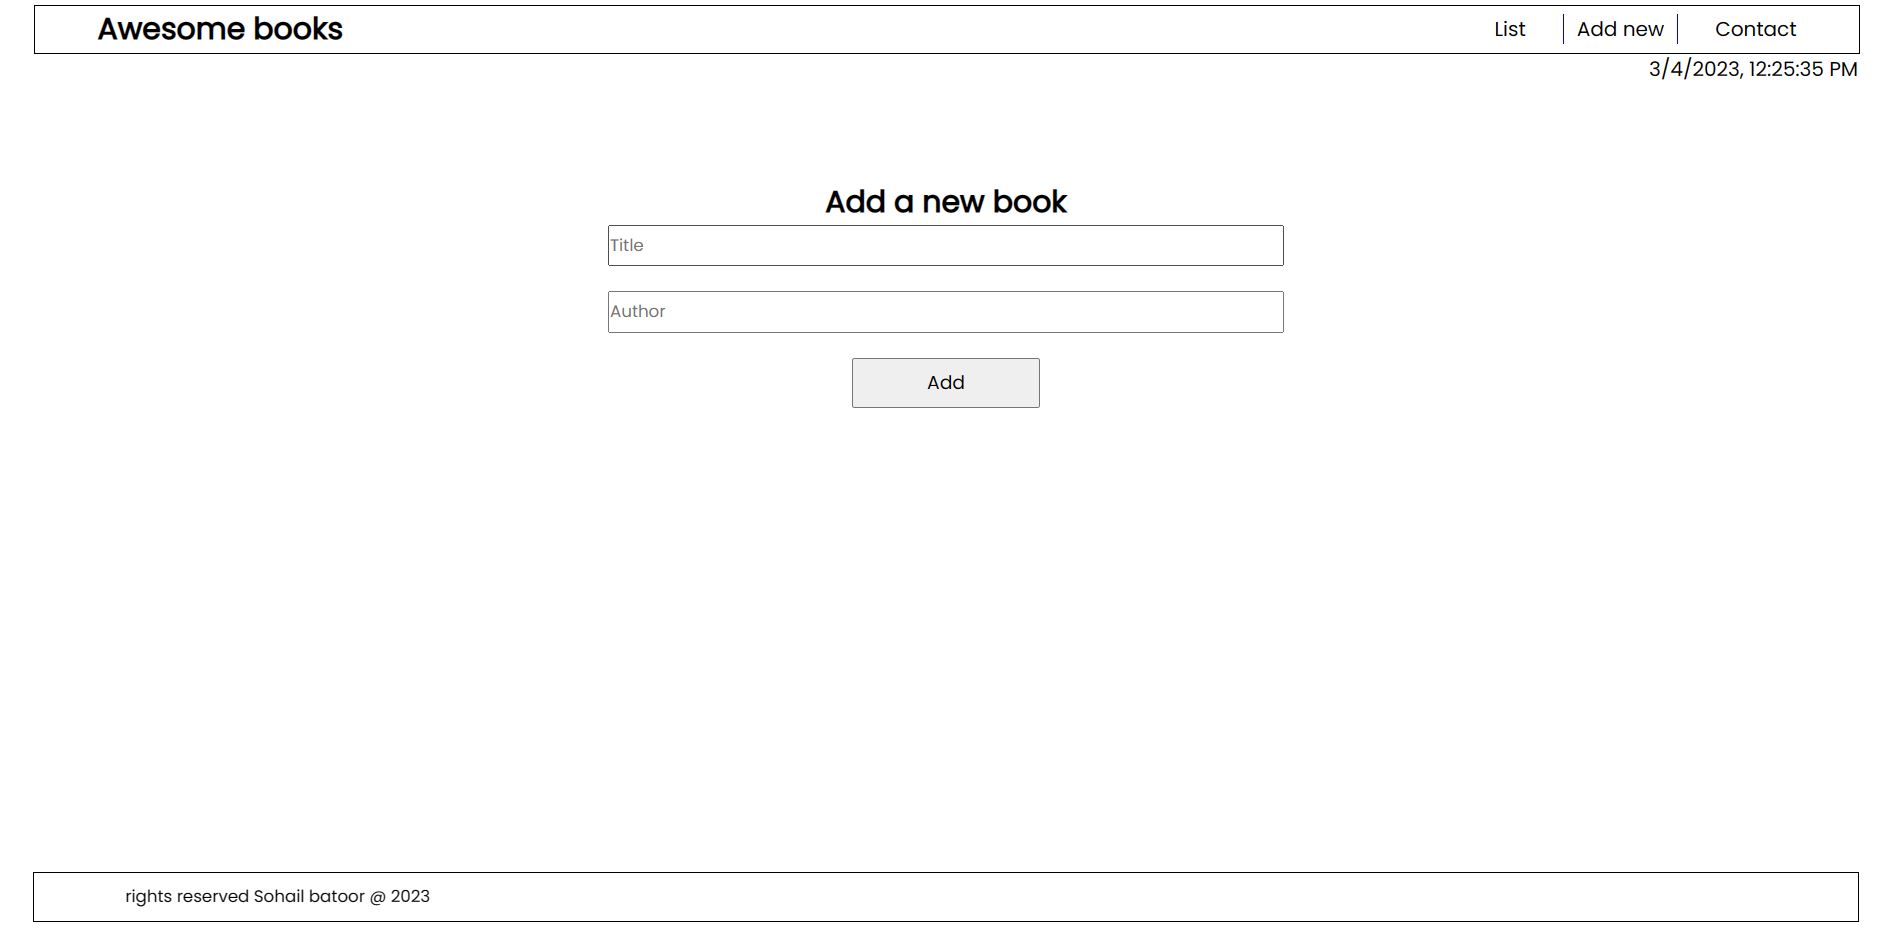 Awesome books
List Add new Contact
3/4/2023, 12:25:35 PM
Add a new book
Title
Author
Add
rights reserved Sohail batoor @ 2023